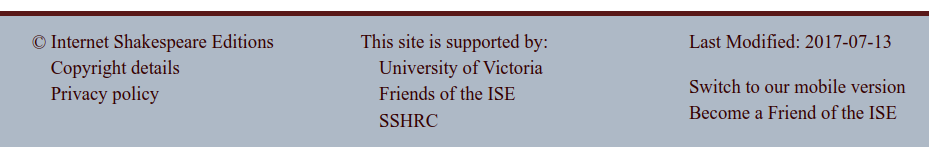 © Internet Shakespeare Editions
Copyright details
Privacy policy
This site is supported by:
University of Victoria
Friends of the ISE
SSHRC
Last Modified: 2017-07-13
Switch to our mobile version
Become a Friend of the ISE